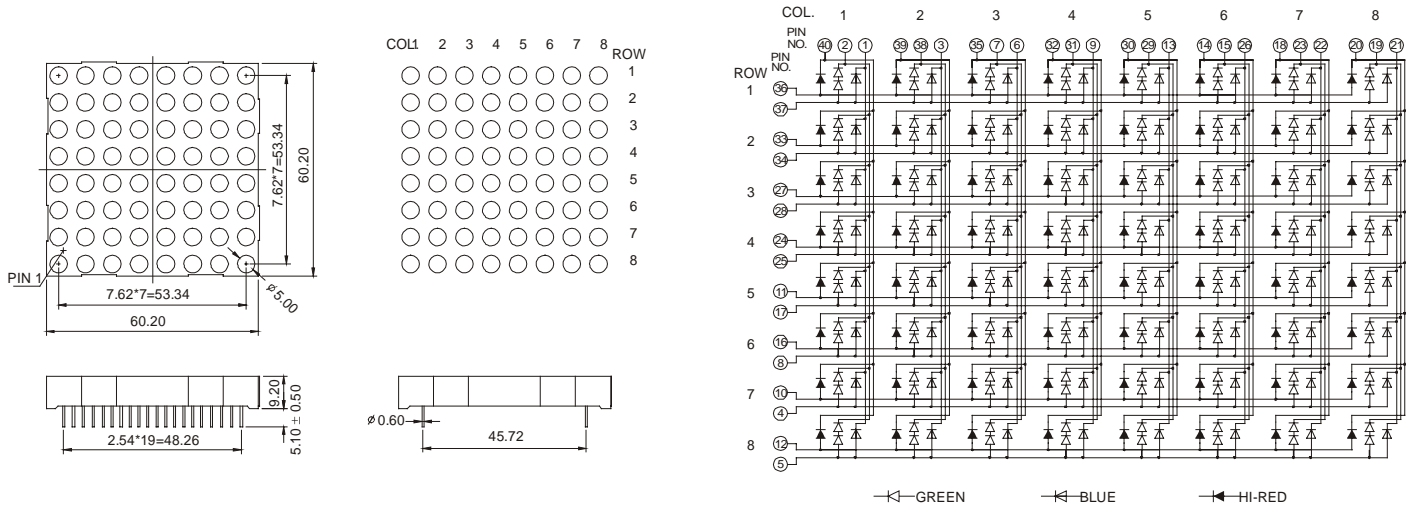 COL1 2 3 4 5 6 7 8
ROW
1
2
3
4
5
6
7
8
7.62*7=53.34
60.20
PIN 1
7.62*7=53.34
60.20
ø5.00
9.20
5.10 ± 0.50
2.54*19=48.26
ø0.60
45.72
COL. 1 2 3 4 5 6 7 8
PIN NO. 40 2 1 39 38 3 35 7 6 32 31 9 30 29 13 14 15 26 18 23 22 20 19 21
PIN NO.
ROW
1 36
37
2 33
34
3 27
28
4 24
25
5 11
17
6 16
8
7 10
4
8 12
5
GREEN BLUE HI-RED